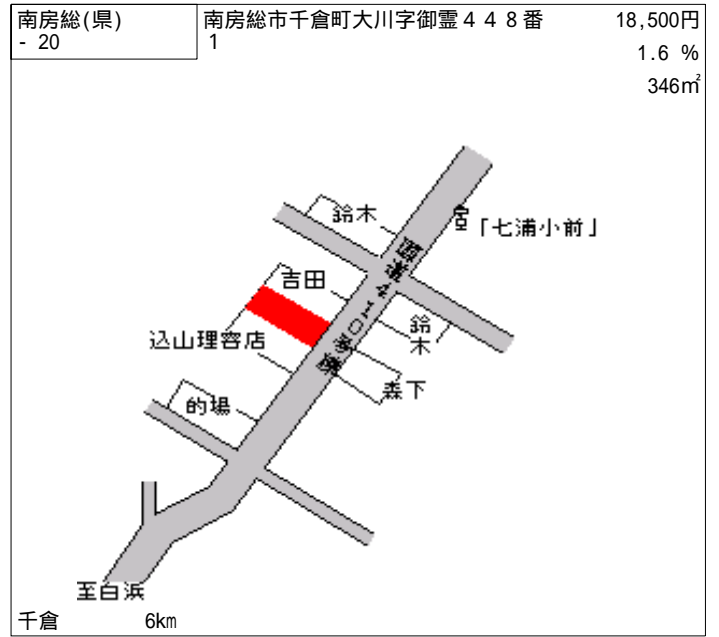 南房総(県)
- 20
南房総市千倉町大川字御霊４４８番
1
18,500円
1.6 %
346㎡
鈴木
「七浦小前」
国道410号線
吉田
鈴
木
込山理容店
森下
的場
至白浜
千倉 6km